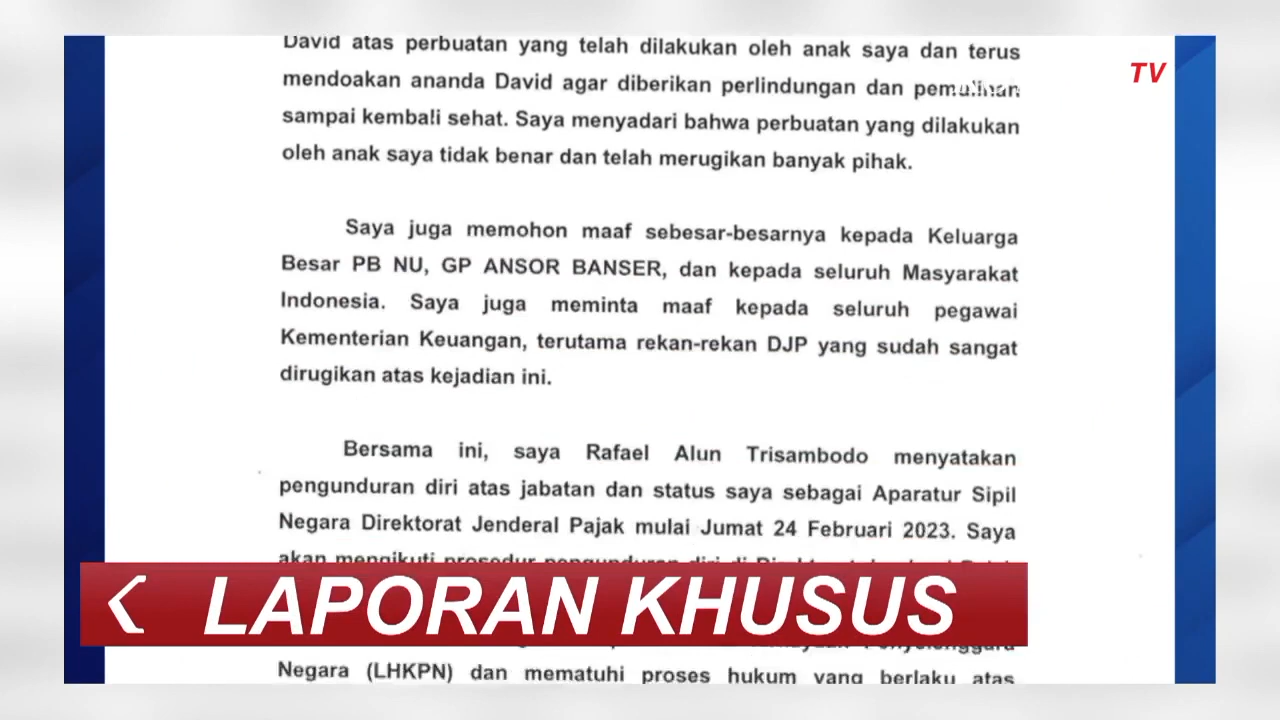 David atas perbuatan yang telah dilakukan oleh anak saya dan terus
TV
mendoakan ananda David agar diberikan perlindungan dan
sampai kembali sehat. Saya menyadari bahwa perbuatan yang dilakukan
oleh anak saya tidak benar dan telah merugikan banyak pihak.
Saya juga memohon maaf sebesar-besarnya kepada Keluarga
Besar PB NU, GP ANSOR BANSER, dan kepada seluruh Masyarakat
Indonesia. Saya juga meminta maaf kepada seluruh pegawai
Kementerian Keuangan, terutama rekan-rekan DJP yang sudah sangat
dirugikan atas kejadian ini.
Bersama ini, saya Rafael Alun Trisambodo menyatakan
pengunduran diri atas jabatan dan status saya sebagai Aparatur Sipil
Negara Direktorat Jenderal Pajak mulai Jumat 24 Februari 2023. Saya
akan mengikuti prosedur pengunduran diri di
LAPORAN KHUSUS
Negara (LHKPN) dan mematuhi proses hukum yang berlaku atas